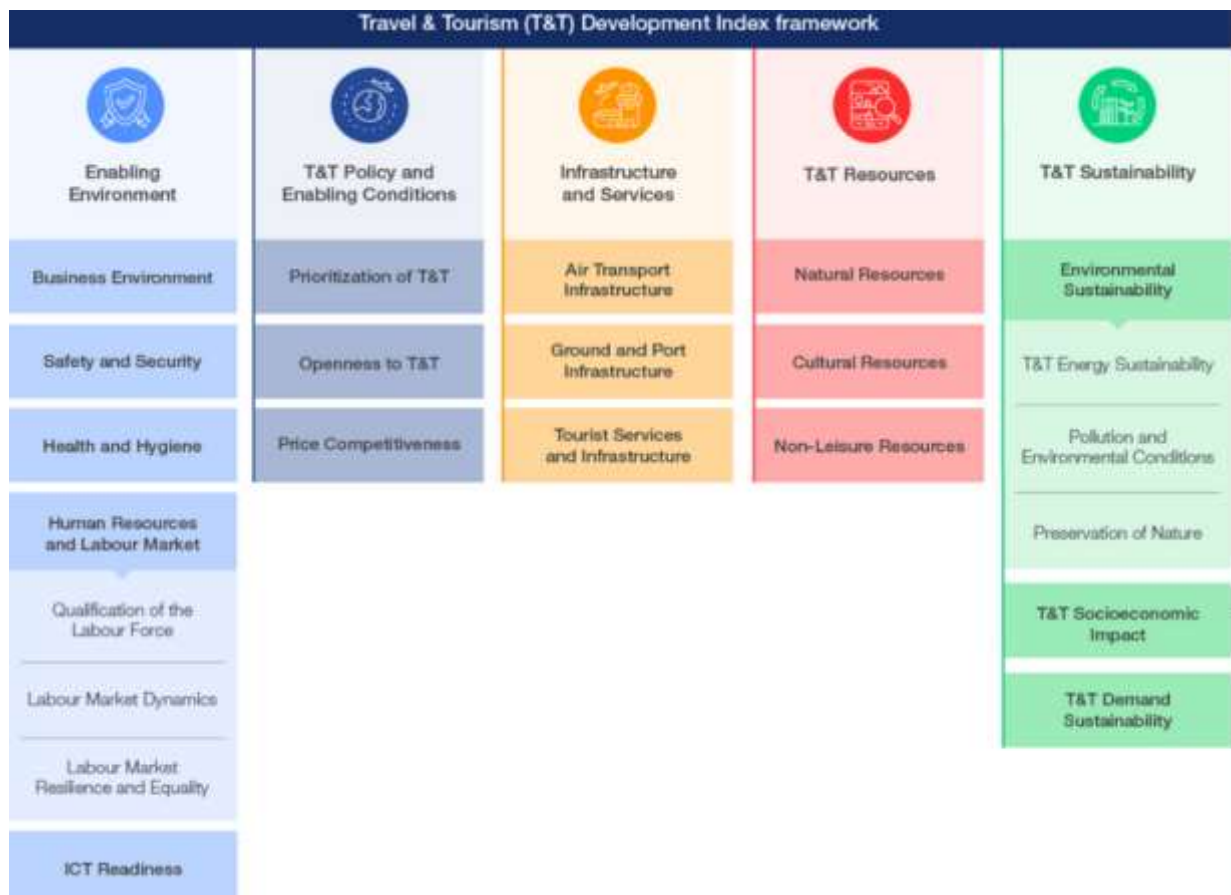 Travel & Tourism (T&T) Development Index framework
Enabling
Environment
Business Environment
Safety and Security
Health and Hygiene
Human Resources
and Labour Market
Qualification of the
Labour Force
Labour Market Dynamics
Labour Market
Resilience and Equality
ICT Readiness
T&T Policy and
Enabling Conditions
Prioritization of T&T
Openness to T&T
Price Competitiveness
Infrastructure
and Services
Air Transport
Infrastructure
Ground and Port
Infrastructure
Tourist Services
and Infrastructure
T&T Resources
Natural Resources
Cultural Resources
Non-Leisure Resources
T&T Sustainability
Environmental
Sustainability
T&T Energy Sustainability
Pollution and
Environmental Conditions
Preservation of Nature
T&T Socioeconomic
Impact
T&T Demand
Sustainability